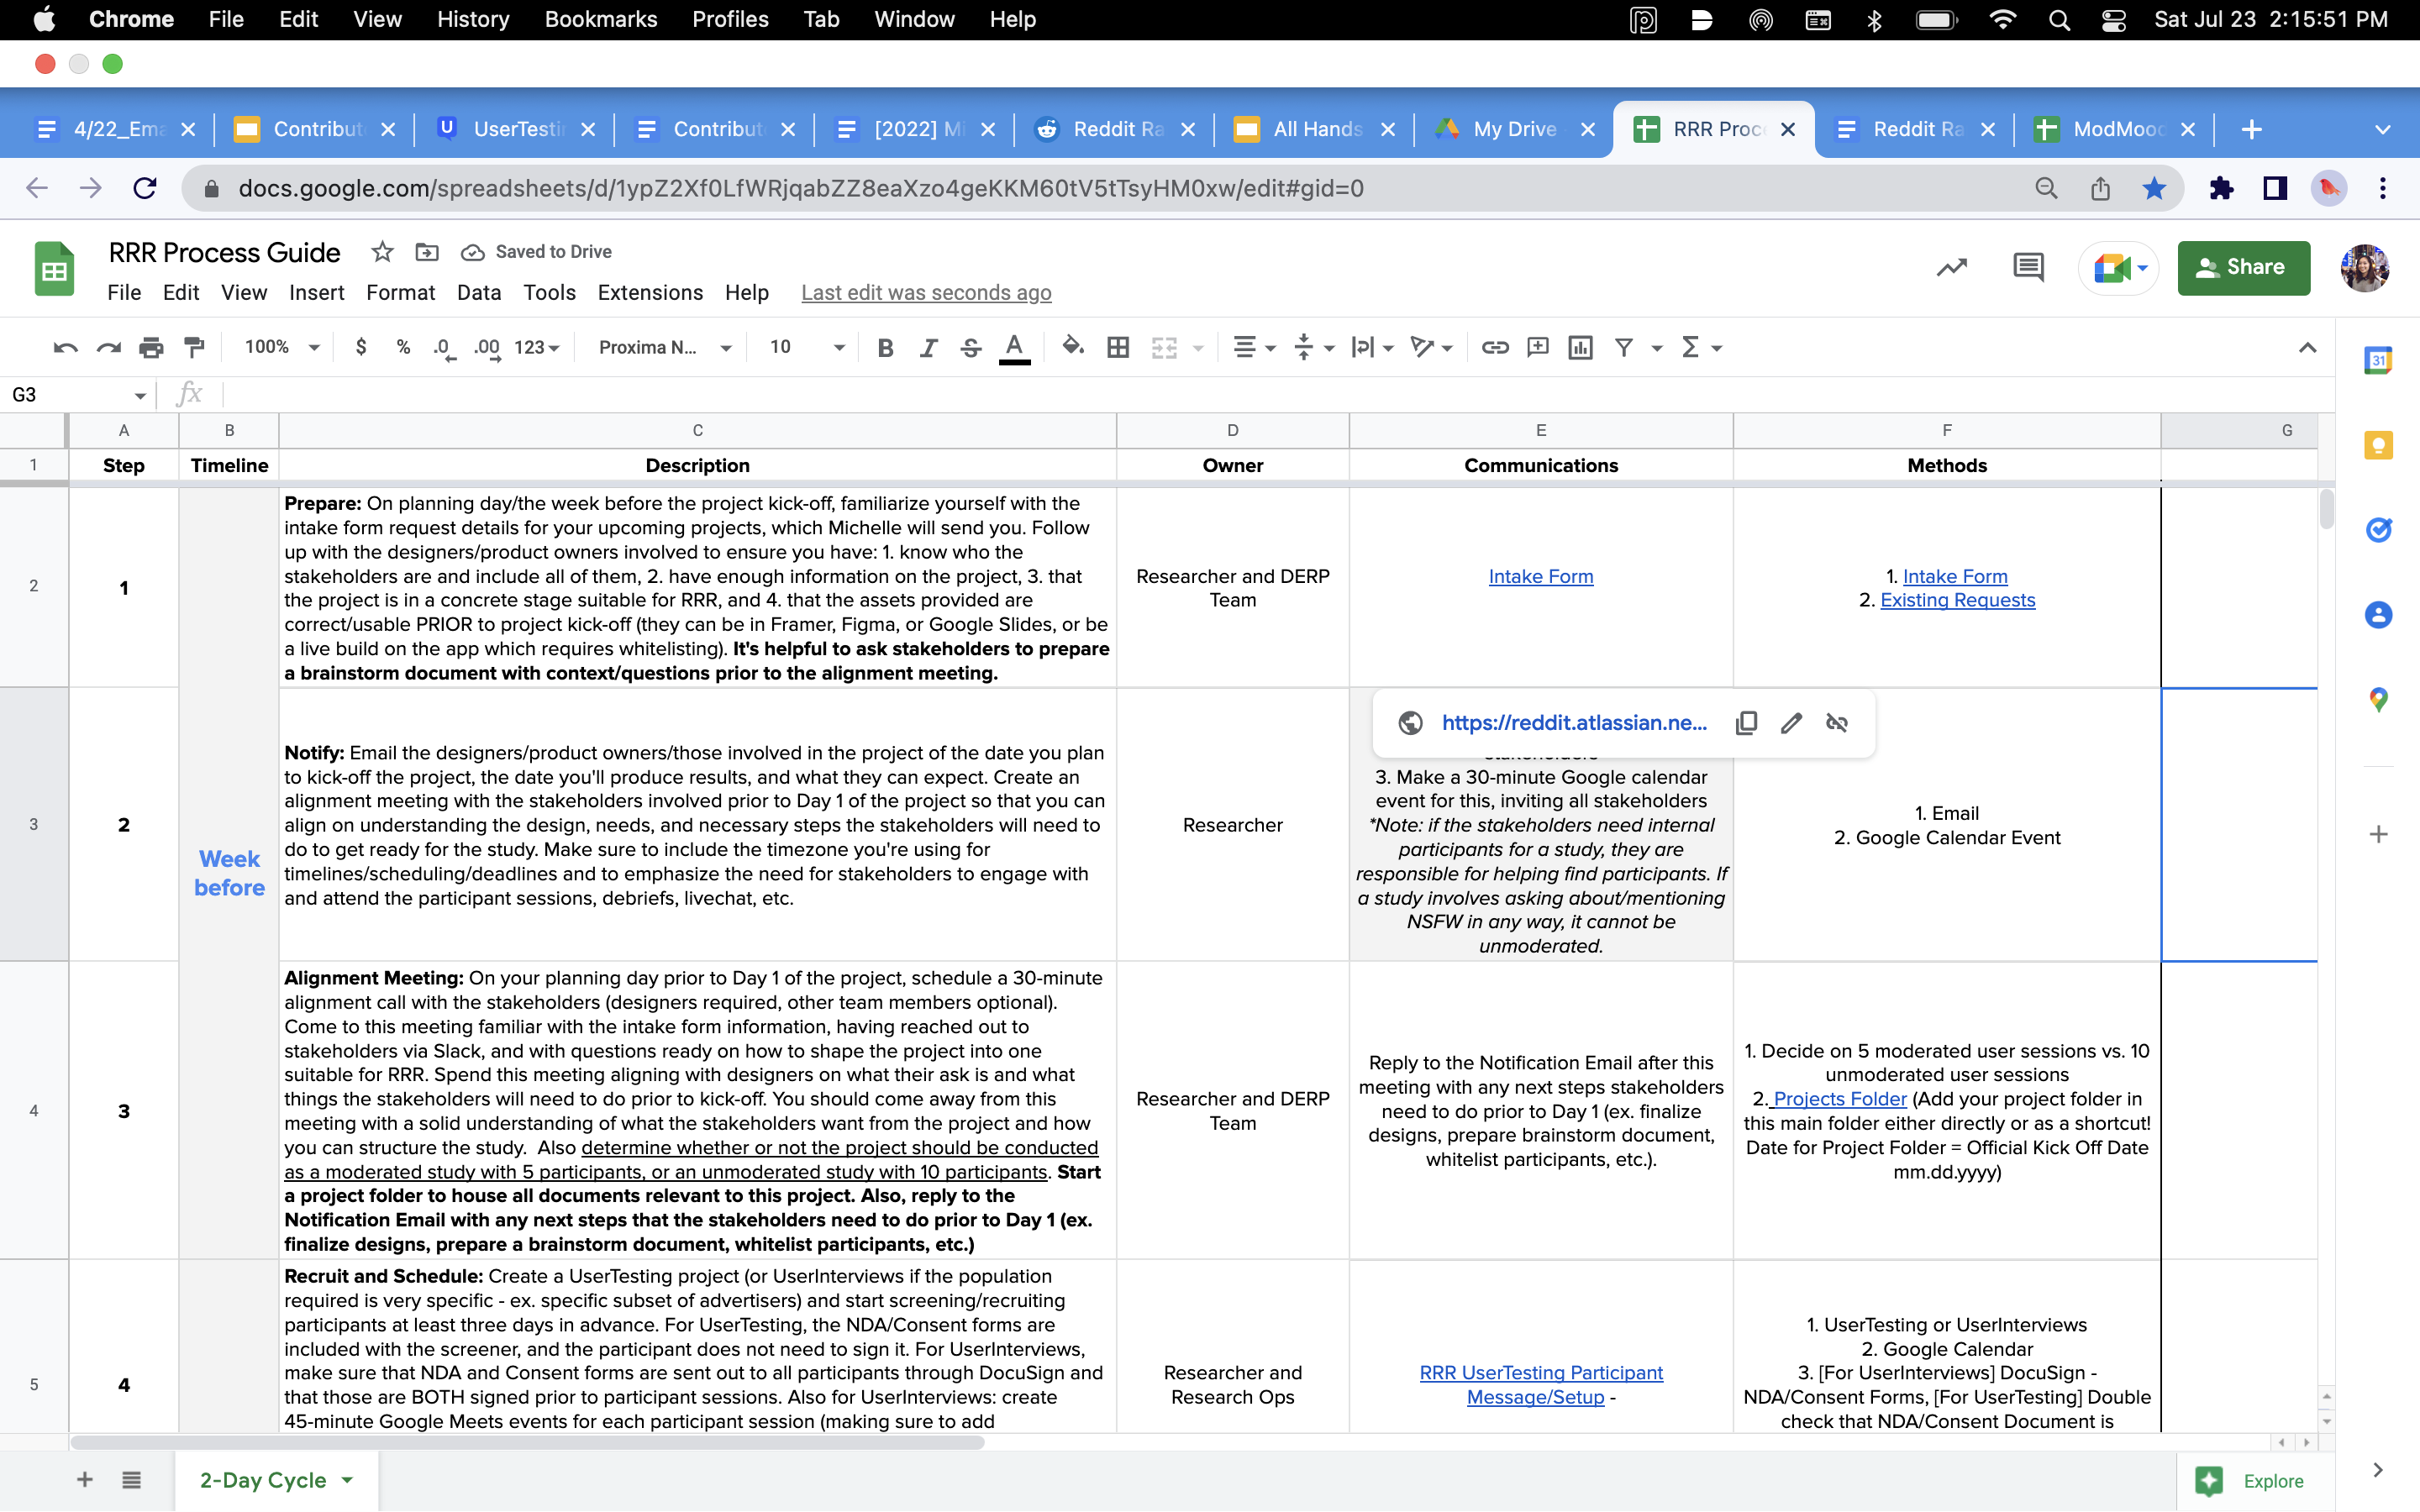 Chrome File Edit View History Bookmarks Profiles Tab Window Help Sat Jul 23 2:15:51 PM
4/22_Ema Contribut UserTestin Contribut [2022] Mi Reddit Ra All Hands My Drive RRR Proc Reddit Ra ModMood
docs.google.com/spreadsheets/d/1ypZ2Xf0LfWRjqabZZ8eaXzo4geKKM60tV5tTsyHM0xw/edit#gid=0
RRR Process Guide Saved to Drive
Share
File Edit View Insert Format Data Tools Extensions Help Last edit was seconds ago
100% $ % .0 .00 123 Proxima N... 10 B I S A
31
G3 fx
A B C D E F G
1 Step Timeline Description Owner Communications Methods
2
1
Week
before
Prepare: On planning day/the week before the project kick-off, familiarize yourself with the
intake form request details for your upcoming projects, which Michelle will send you. Follow
up with the designers/product owners involved to ensure you have: 1. know who the
stakeholders are and include all of them, 2. have enough information on the project, 3. that
the project is in a concrete stage suitable for RRR, and 4. that the assets provided are
correct/usable PRIOR to project kick-off (they can be in Framer, Figma, or Google Slides, or be
a live build on the app which requires whitelisting). It's helpful to ask stakeholders to prepare
a brainstorm document with context/questions prior to the alignment meeting.
Researcher and DERP
Team
Intake Form
1. Intake Form
2. Existing Requests
3
2
Notify: Email the designers/product owners/those involved in the project of the date you plan
to kick-off the project, the date you'll produce results, and what they can expect. Create an
alignment meeting with the stakeholders involved prior to Day 1 of the project so that you can
align on understanding the design, needs, and necessary steps the stakeholders will need to
do to get ready for the study. Make sure to include the timezone you're using for
timelines/scheduling/deadlines and to emphasize the need for stakeholders to engage with
and attend the participant sessions, debriefs, livechat, etc.
Researcher
https://reddit.atlassian.ne...
3. Make a 30-minute Google calendar
event for this, inviting all stakeholders
*Note: if the stakeholders need internal
participants for a study, they are
responsible for helping find participants. If
a study involves asking about/mentioning
NSFW in any way, it cannot be
unmoderated.
1. Email
2. Google Calendar Event
4
3
Alignment Meeting: On your planning day prior to Day 1 of the project, schedule a 30-minute
alignment call with the stakeholders (designers required, other team members optional).
Come to this meeting familiar with the intake form information, having reached out to
stakeholders via Slack, and with questions ready on how to shape the project into one
suitable for RRR. Spend this meeting aligning with designers on what their ask is and what
things the stakeholders will need to do prior to kick-off. You should come away from this
meeting with a solid understanding of what the stakeholders want from the project and how
you can structure the study. Also determine whether or not the project should be conducted
as a moderated study with 5 participants, or an unmoderated study with 10 participants. Start
a project folder to house all documents relevant to this project. Also, reply to the
Notification Email with any next steps that the stakeholders need to do prior to Day 1 (ex.
finalize designs, prepare a brainstorm document, whitelist participants, etc.)
Researcher and DERP
Team
Reply to the Notification Email after this
meeting with any next steps stakeholders
need to do prior to Day 1 (ex. finalize
designs, prepare brainstorm document,
whitelist participants, etc.).
1. Decide on 5 moderated user sessions vs. 10
unmoderated user sessions
2. Projects Folder (Add your project folder in
this main folder either directly or as a shortcut!
Date for Project Folder = Official Kick Off Date
mm.dd.yyyy)
5
4
Recruit and Schedule: Create a UserTesting project (or UserInterviews if the population
required is very specific - ex. specific subset of advertisers) and start screening/recruiting
participants at least three days in advance. For UserTesting, the NDA/Consent forms are
included with the screener, and the participant does not need to sign it. For UserInterviews,
make sure that NDA and Consent forms are sent out to all participants through DocuSign and
that those are BOTH signed prior to participant sessions. Also for UserInterviews: create
45-minute Google Meets events for each participant session (making sure to add
Researcher and
Research Ops
RRR UserTesting Participant
Message/Setup -
1. UserTesting or UserInterviews
2. Google Calendar
3. [For UserInterviews] DocuSign -
NDA/Consent Forms, [For UserTesting] Double
check that NDA/Consent Document is
2-Day Cycle
Explore